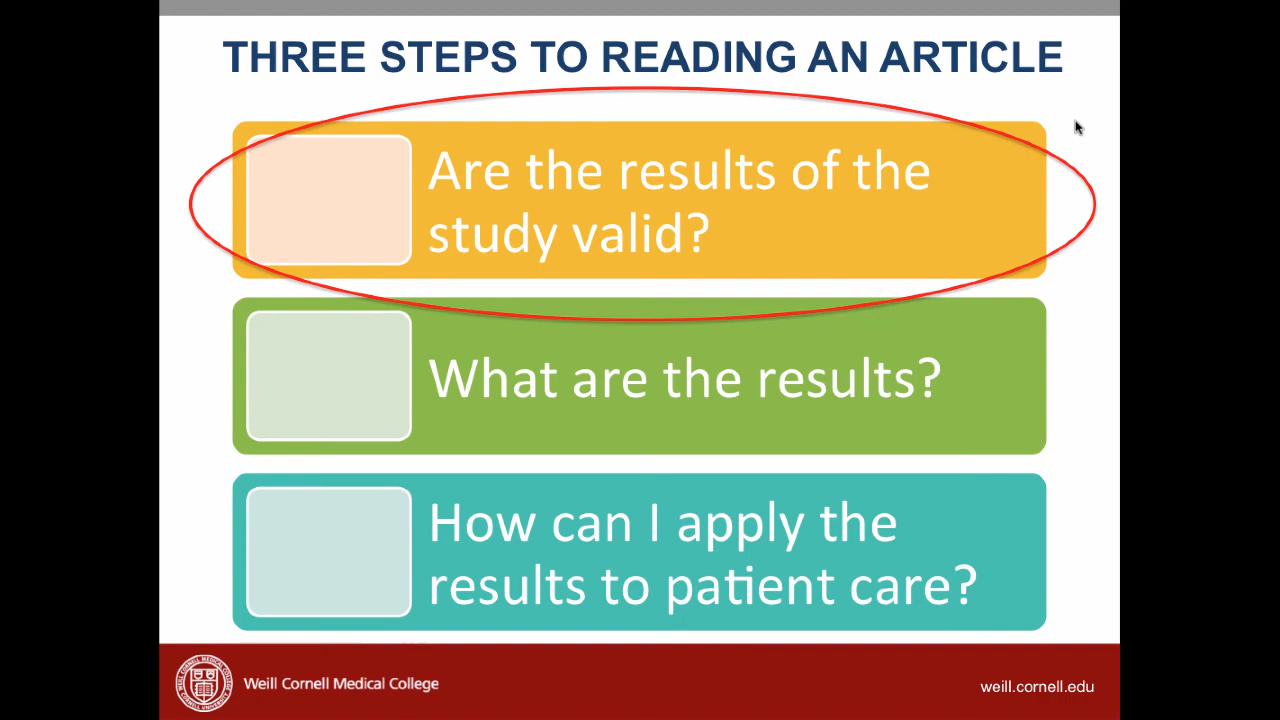 THREE STEPS TO READING AN ARTICLE
Are the results of the
study valid?
What are the results?
How can I apply the
results to patient care?
Weill Cornell Medical College
weill.cornell.edu